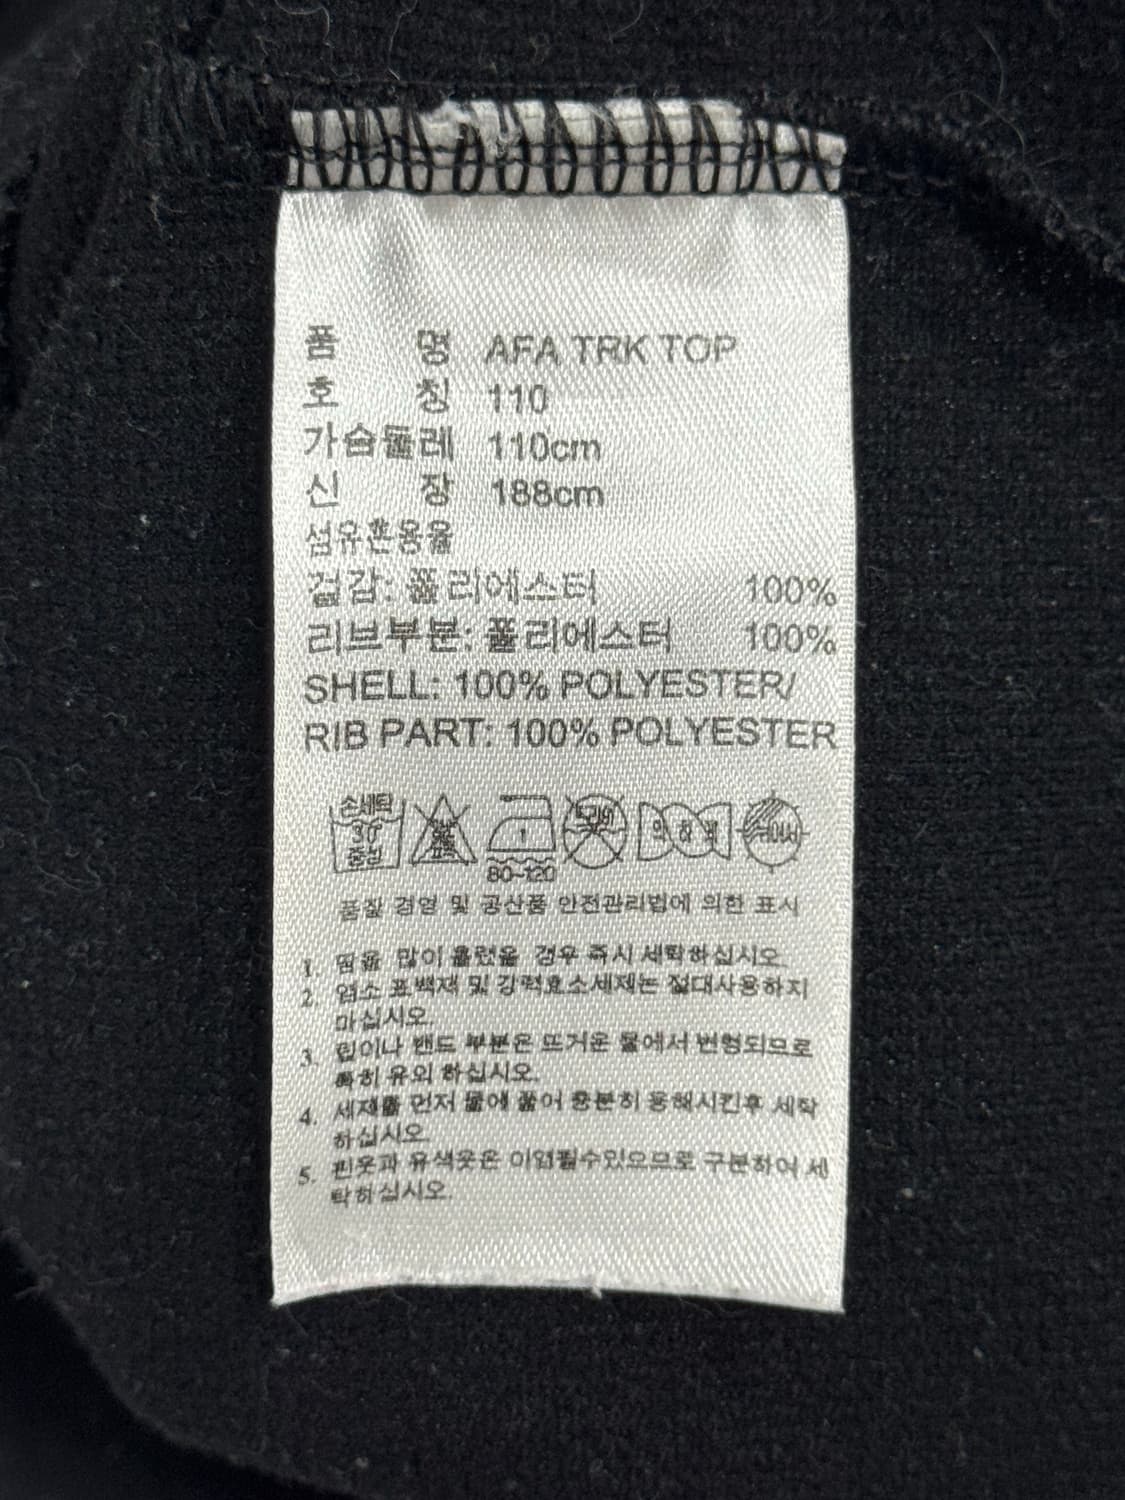 품 명 AFA TRK TOP
호 칭 110
가슴둘레 110cm
신 장 188cm
섬유혼용율
겉감: 폴리에스터 100%
리브부분: 폴리에스터 100%
SHELL: 100% POLYESTER/
RIB PART: 100% POLYESTER
손세탁
30°
중성
1
80~120
품질 경영 및 공산품 안전관리법에 의한 표시
1. 땀을 많이 흘렸을 경우 즉시 세탁하십시오.
2. 염소 표백재 및 강력효소세제는 절대사용하지
마십시오.
3. 립이나 밴드 부분은 뜨거운 물에서 변형되므로
특히 유의 하십시오.
4. 세제를 먼저 물에 풀어 충분히 용해시킨후 세탁
하십시오.
5. 흰옷과 유색옷은 이염될수있으므로 구분하여 세
탁하십시오.